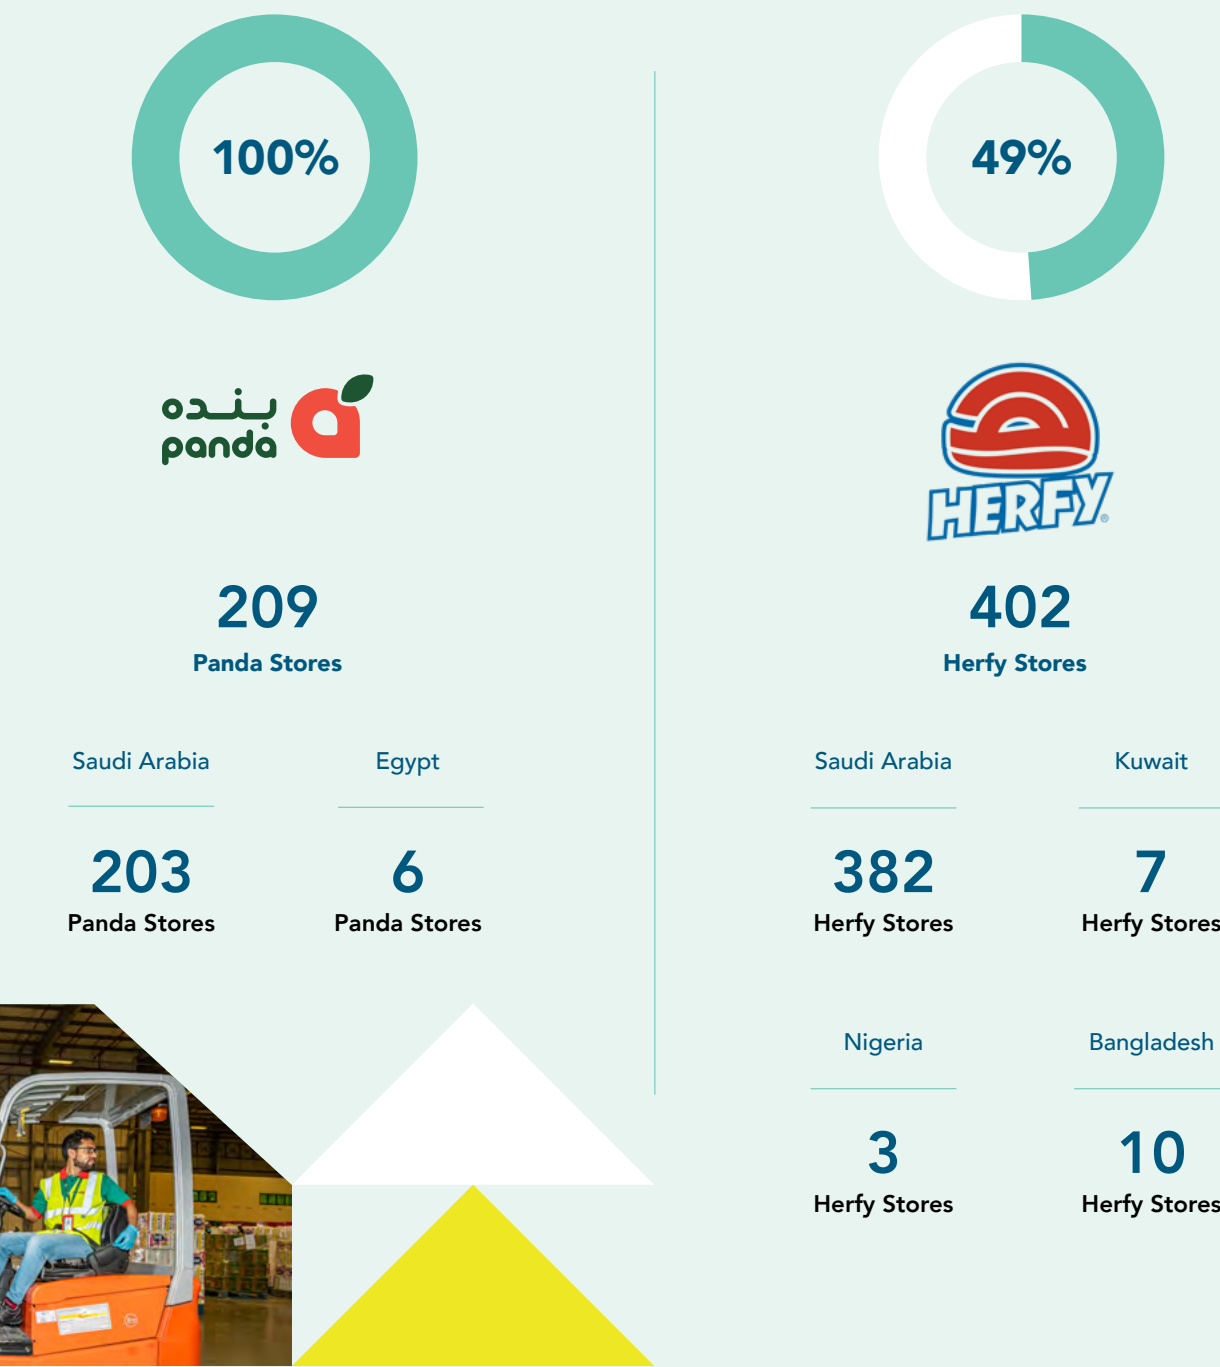 100%
بنده
panda
209
Panda Stores
Saudi Arabia
203
Panda Stores
Egypt
6
Panda Stores
49%
HERFY®
402
Herfy Stores
Saudi Arabia
382
Herfy Stores
Kuwait
7
Herfy Stores
Nigeria
3
Herfy Stores
Bangladesh
10
Herfy Stores